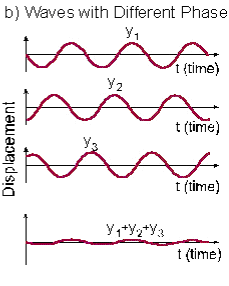 b) Waves with Different Phase
y1
t (time)
y2
t (time)
y3
t (time)
y1+y2+y3
t (time)
Displacement